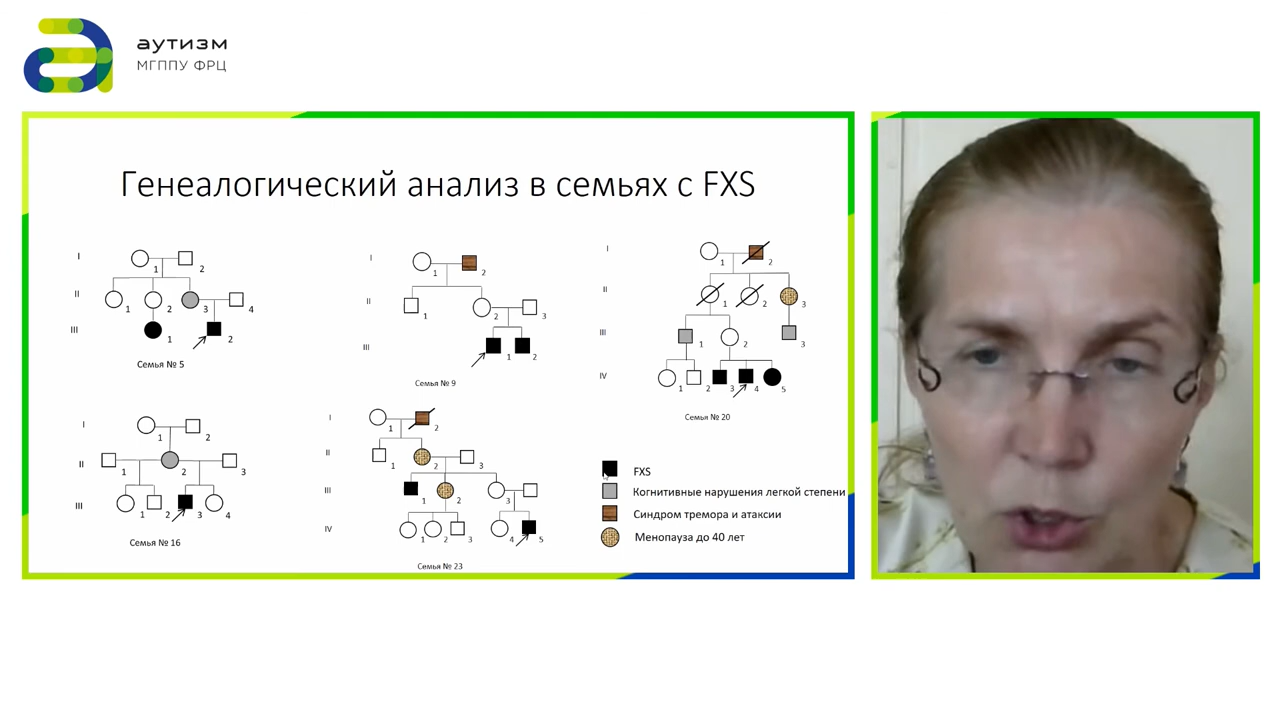 аутизм
МГППУ ФРЦ
Генеалогический анализ в семьях с FXS
I
1
2
II
1
2
3
4
III
1
2
Семья № 5
I
1
2
II
1
2
3
III
1
2
Семья № 9
I
1
2
II
1
2
3
III
1
2
3
IV
1
2
3
4
5
Семья № 20
I
1
2
II
1
2
3
III
1
2
3
4
Семья № 16
I
1
2
II
1
2
3
III
1
2
3
IV
1
2
3
4
5
Семья № 23
FXS
Когнитивные нарушения легкой степени
Синдром тремора и атаксии
Менопауза до 40 лет